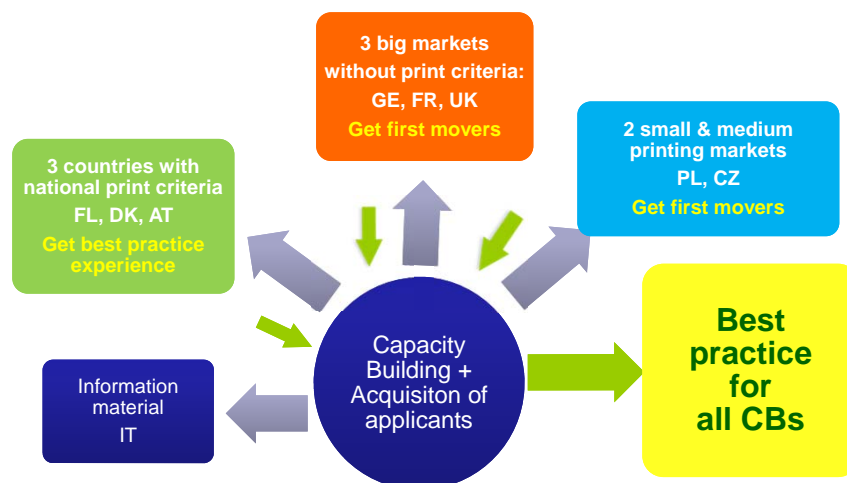 3 big markets
without print criteria:
GE, FR, UK
Get first movers
2 small & medium
printing markets
PL, CZ
Get first movers
3 countries with
national print criteria
FL, DK, AT
Get best practice
experience
Best
practice
for
all CBs
Capacity
Building +
Acquisiton of
applicants
Information
material
IT